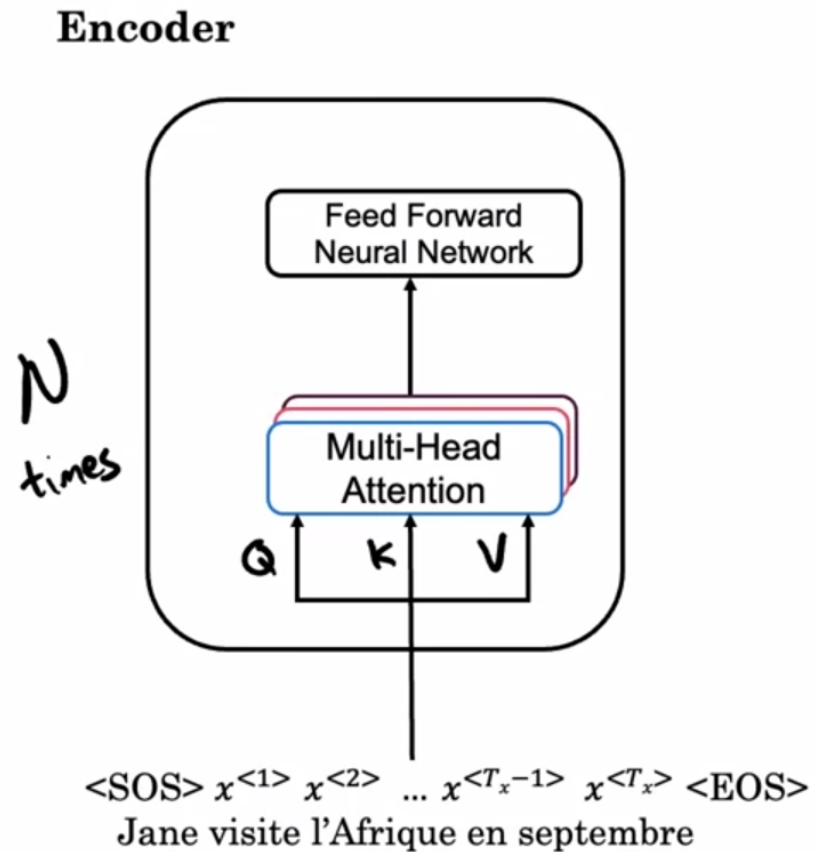 Encoder
Feed Forward
Neural Network
N
times
Multi-Head
Attention
Q K V
<SOS> x<1> x<2> ... x<Tx−1> x<Tx> <EOS>
Jane visite l'Afrique en septembre